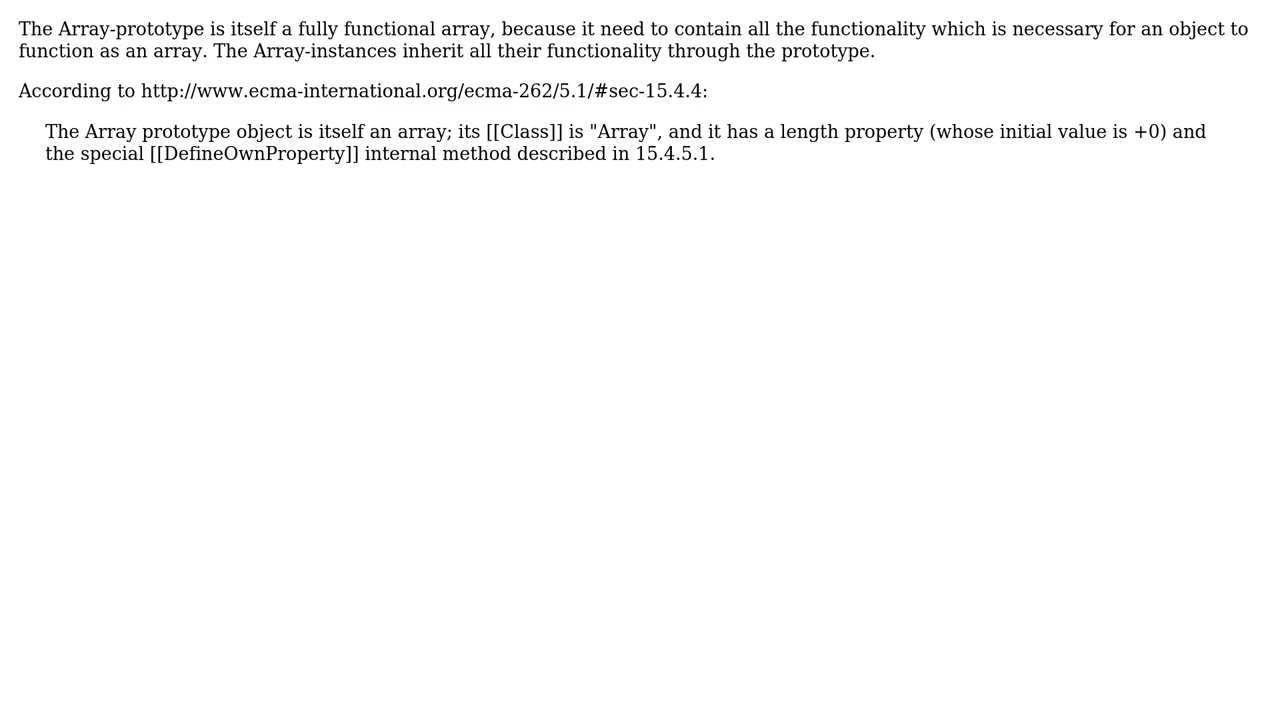 The Array-prototype is itself a fully functional array, because it need to contain all the functionality which is necessary for an object to
function as an array. The Array-instances inherit all their functionality through the prototype.
According to http://www.ecma-international.org/ecma-262/5.1/#sec-15.4.4:
The Array prototype object is itself an array; its [[Class]] is "Array", and it has a length property (whose initial value is +0) and
the special [[DefineOwnProperty]] internal method described in 15.4.5.1.